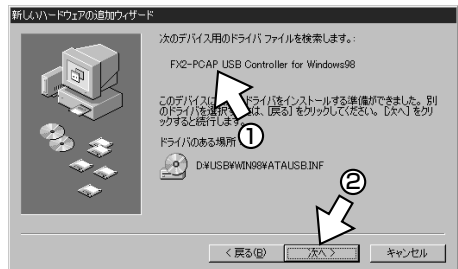 新しいハードウェアの追加ウィザード
次のデバイス用のドライバ ファイルを検索します。:
FX2-PCAP USB Controller for Windows98
このデバイスに ドライバをインストールする準備ができました。別
のドライバを選択す は、[戻る] をクリックしてください。[次へ] をクリ
ックすると続行します。
ドライバのある場所
①
D:¥USB¥WIN98¥ATAUSB.INF
②
< 戻る(B)
次へ >
キャンセル